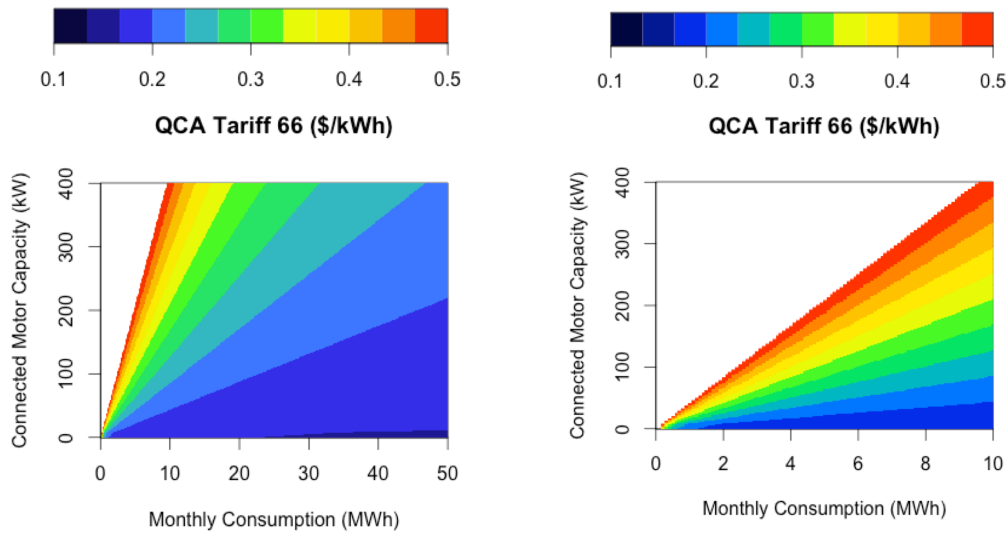 0.1 0.2 0.3 0.4 0.5
QCA Tariff 66 ($/kWh)
Connected Motor Capacity (kW)
400
300
200
100
0
0 10 20 30 40 50
Monthly Consumption (MWh)
0.1 0.2 0.3 0.4 0.5
QCA Tariff 66 ($/kWh)
Connected Motor Capacity (kW)
400
300
200
100
0
0 2 4 6 8 10
Monthly Consumption (MWh)